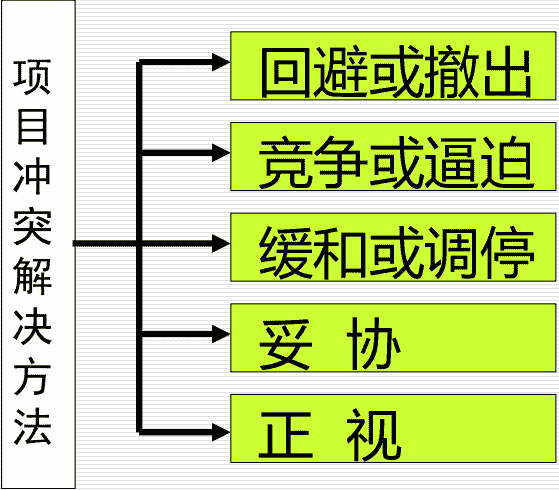 项目冲突解决方法
回避或撤出
竞争或逼迫
缓和或调停
妥 协
正 视